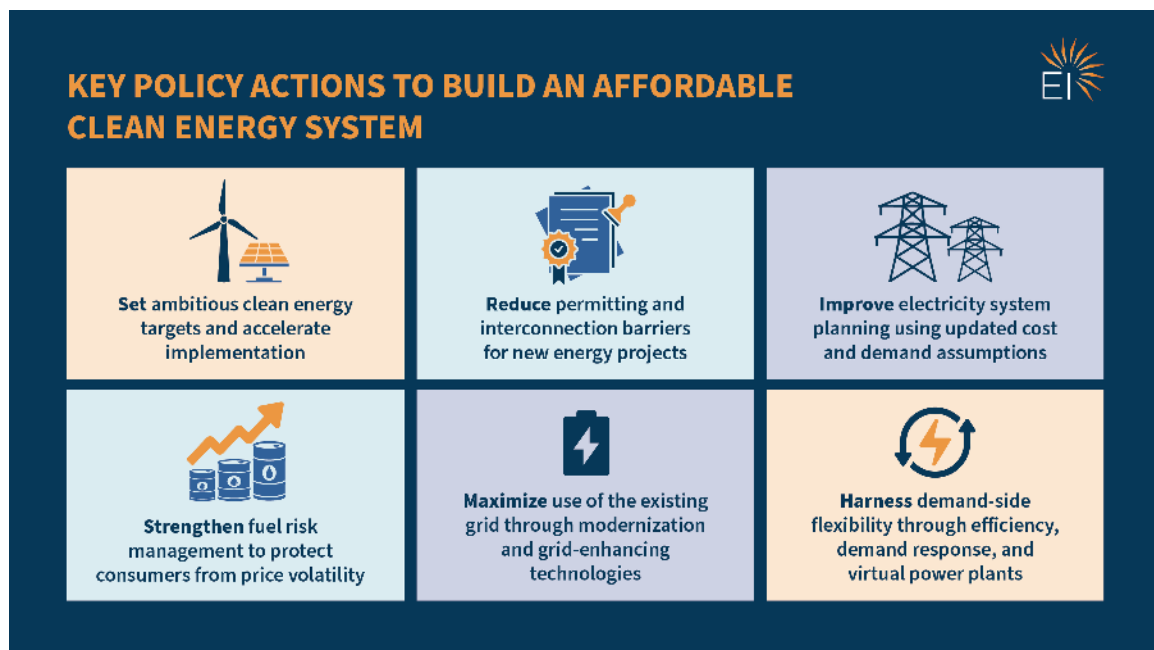 KEY POLICY ACTIONS TO BUILD AN AFFORDABLE
CLEAN ENERGY SYSTEM
EI
Set ambitious clean energy
targets and accelerate
implementation
Reduce permitting and
interconnection barriers
for new energy projects
Improve electricity system
planning using updated cost
and demand assumptions
Strengthen fuel risk
management to protect
consumers from price volatility
Maximize use of the existing
grid through modernization
and grid-enhancing
technologies
Harness demand-side
flexibility through efficiency,
demand response, and
virtual power plants